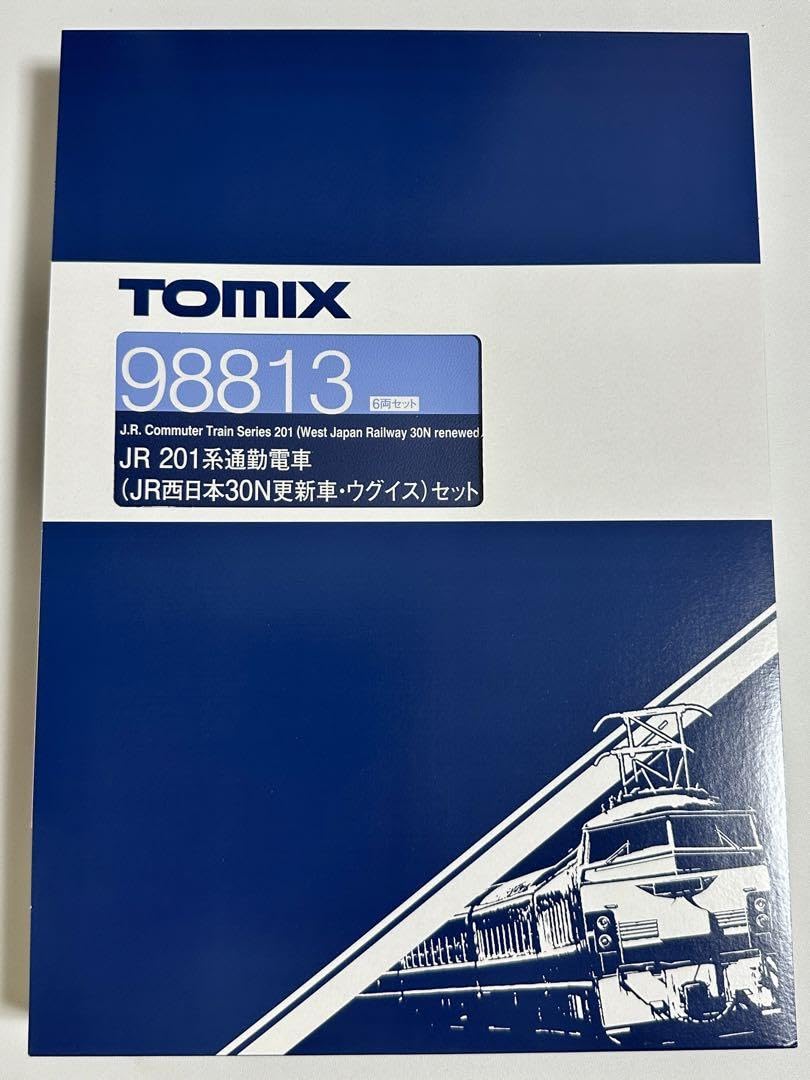 TOMIX
98813
6両セット
J.R. Commuter Train Series 201 (West Japan Railway 30N renewed
JR 201系通勤電車
(JR西日本30N更新車・ウグイス)セット